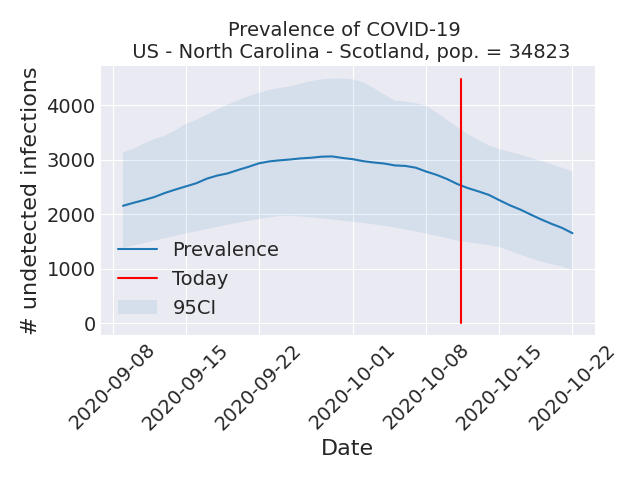 Prevalence of COVID-19
US - North Carolina - Scotland, pop. = 34823
# undetected infections
4000
3000
2000
1000
0
Prevalence
Today
95CI
2020-09-08
2020-09-15
2020-09-22
2020-10-01
2020-10-08
2020-10-15
2020-10-22
Date